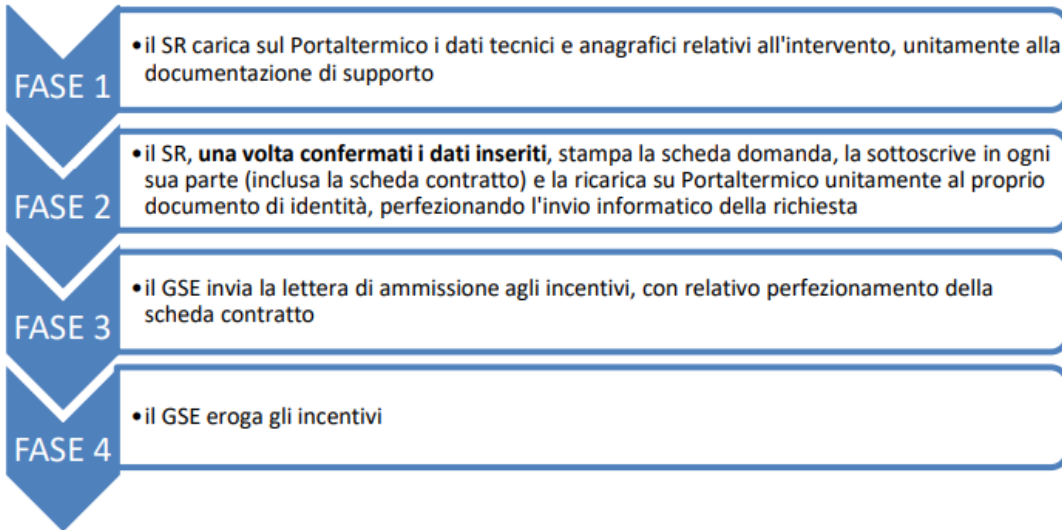 FASE 1
•il SR carica sul Portaltermico i dati tecnici e anagrafici relativi all'intervento, unitamente alla
documentazione di supporto
FASE 2
•il SR, una volta confermati i dati inseriti, stampa la scheda domanda, la sottoscrive in ogni
sua parte (inclusa la scheda contratto) e la ricarica su Portaltermico unitamente al proprio
documento di identità, perfezionando l'invio informatico della richiesta
FASE 3
•il GSE invia la lettera di ammissione agli incentivi, con relativo perfezionamento della
scheda contratto
FASE 4
•il GSE eroga gli incentivi